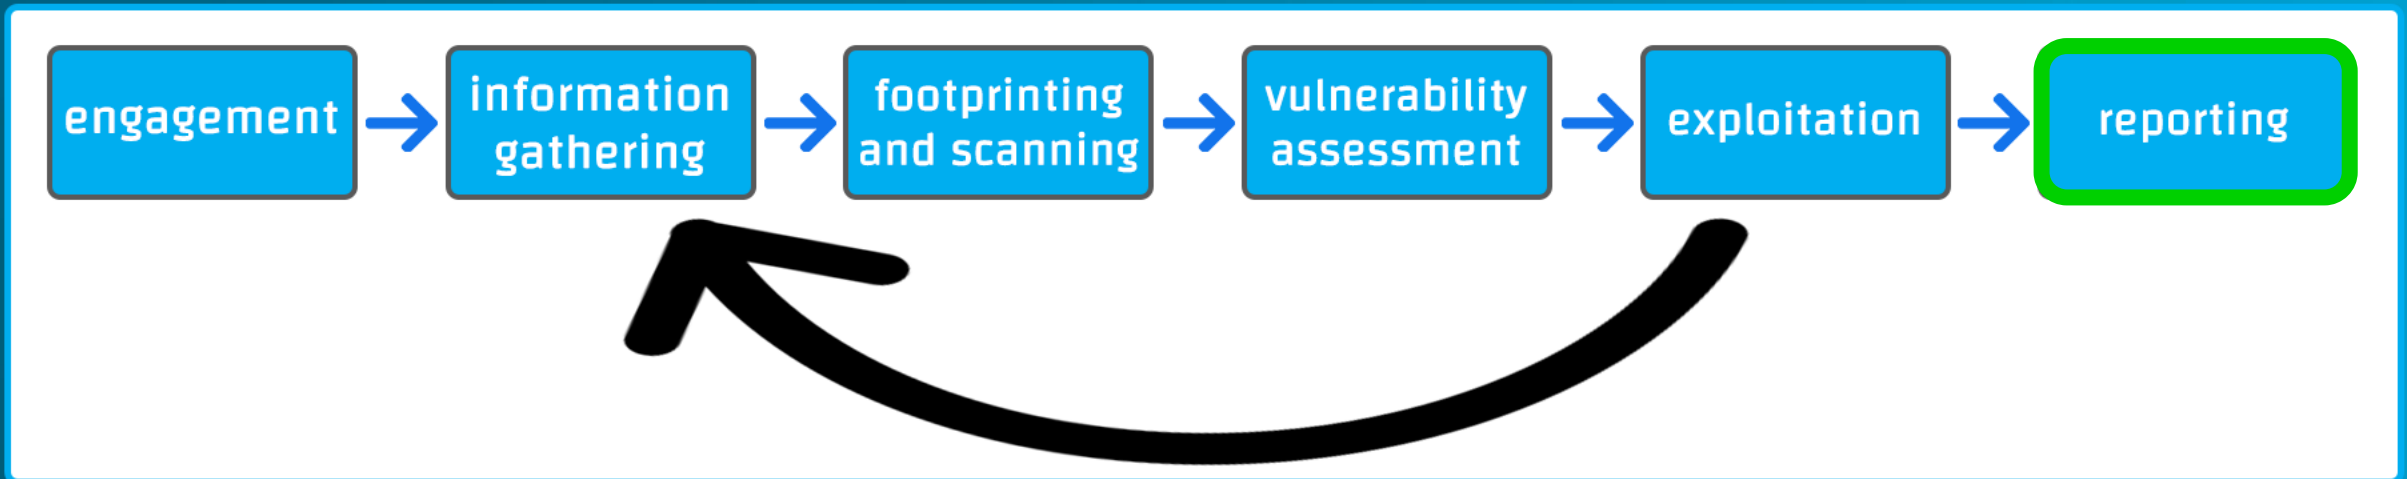 engagement
information
gathering
footprinting
and scanning
vulnerability
assessment
exploitation
reporting